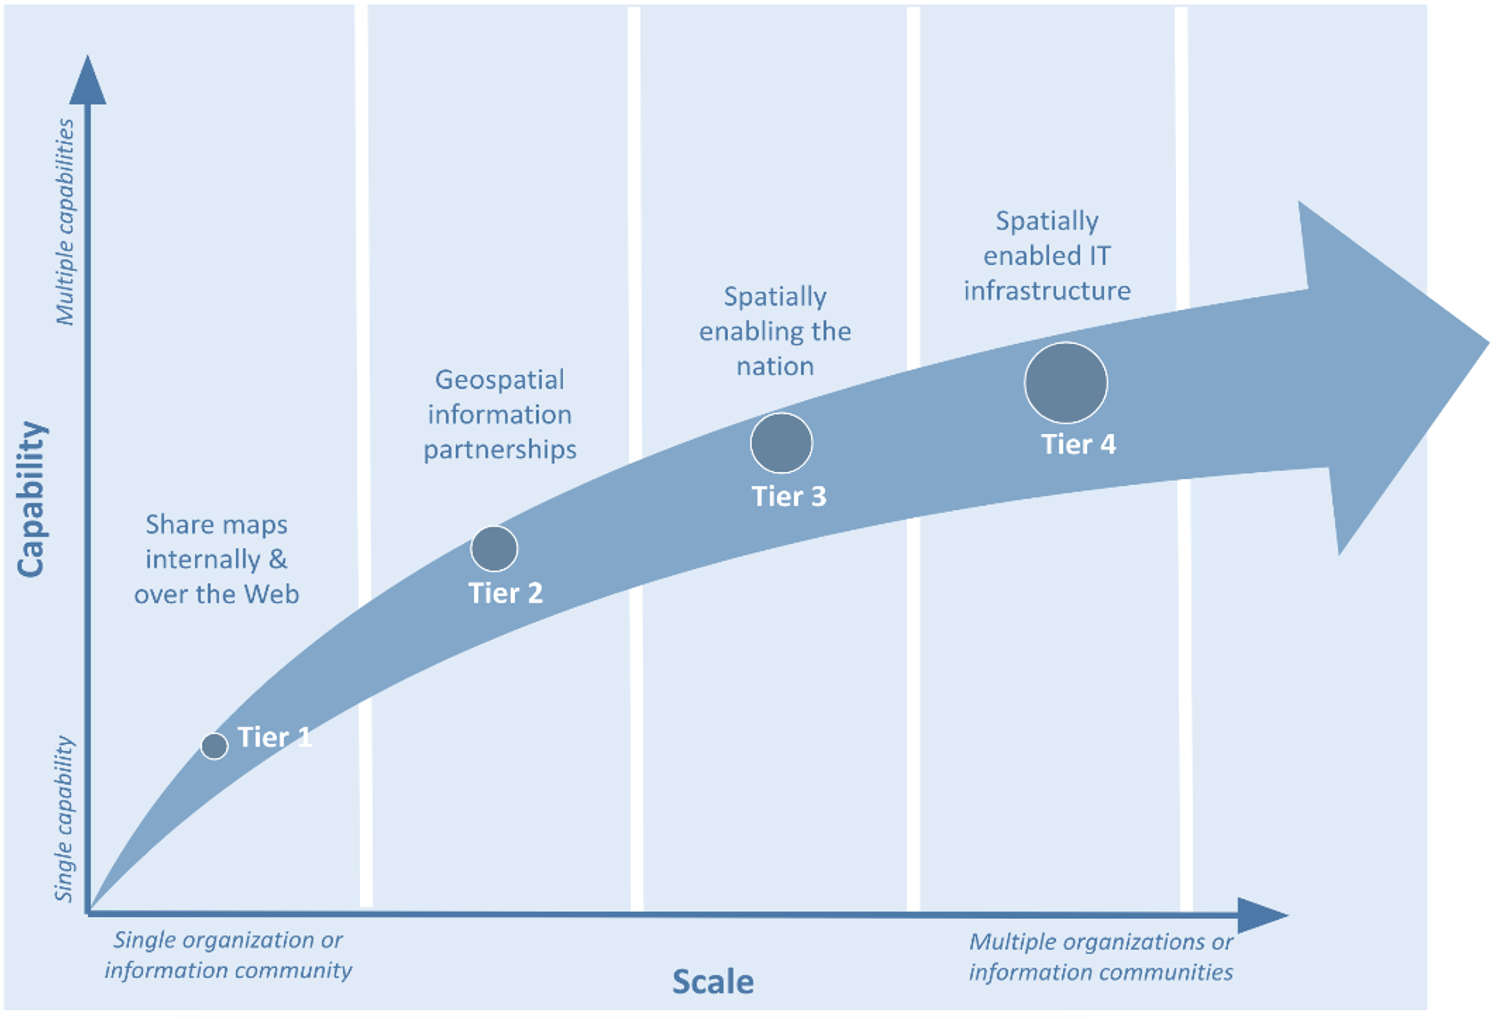 Multiple capabilities
Capability
Single capability
Share maps
internally &
over the Web
Tier 1
Geospatial
information
partnerships
Tier 2
Spatially
enabling the
nation
Tier 3
Spatially
enabled IT
infrastructure
Tier 4
Single organization or
information community
Scale
Multiple organizations or
information communities